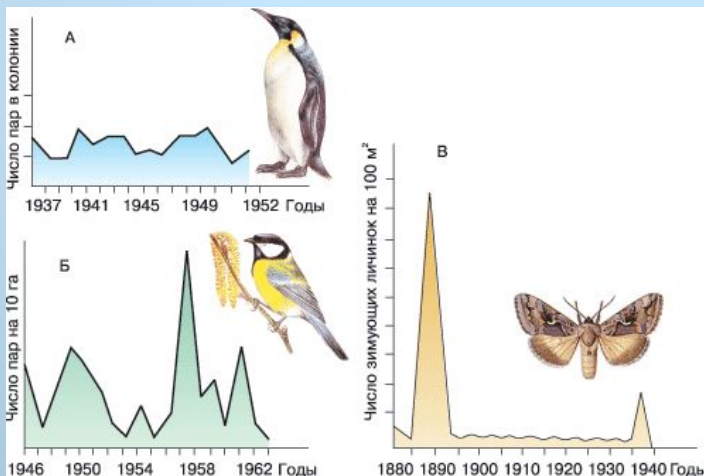 А
Число пар в колонии
1937 1941 1945 1949 1952 Годы
Б
Число пар на 10 га
1946 1950 1954 1958 1962 Годы
В
Число зимующих личинок на 100 м²
1880 1890 1900 1910 1920 1930 1940 Годы